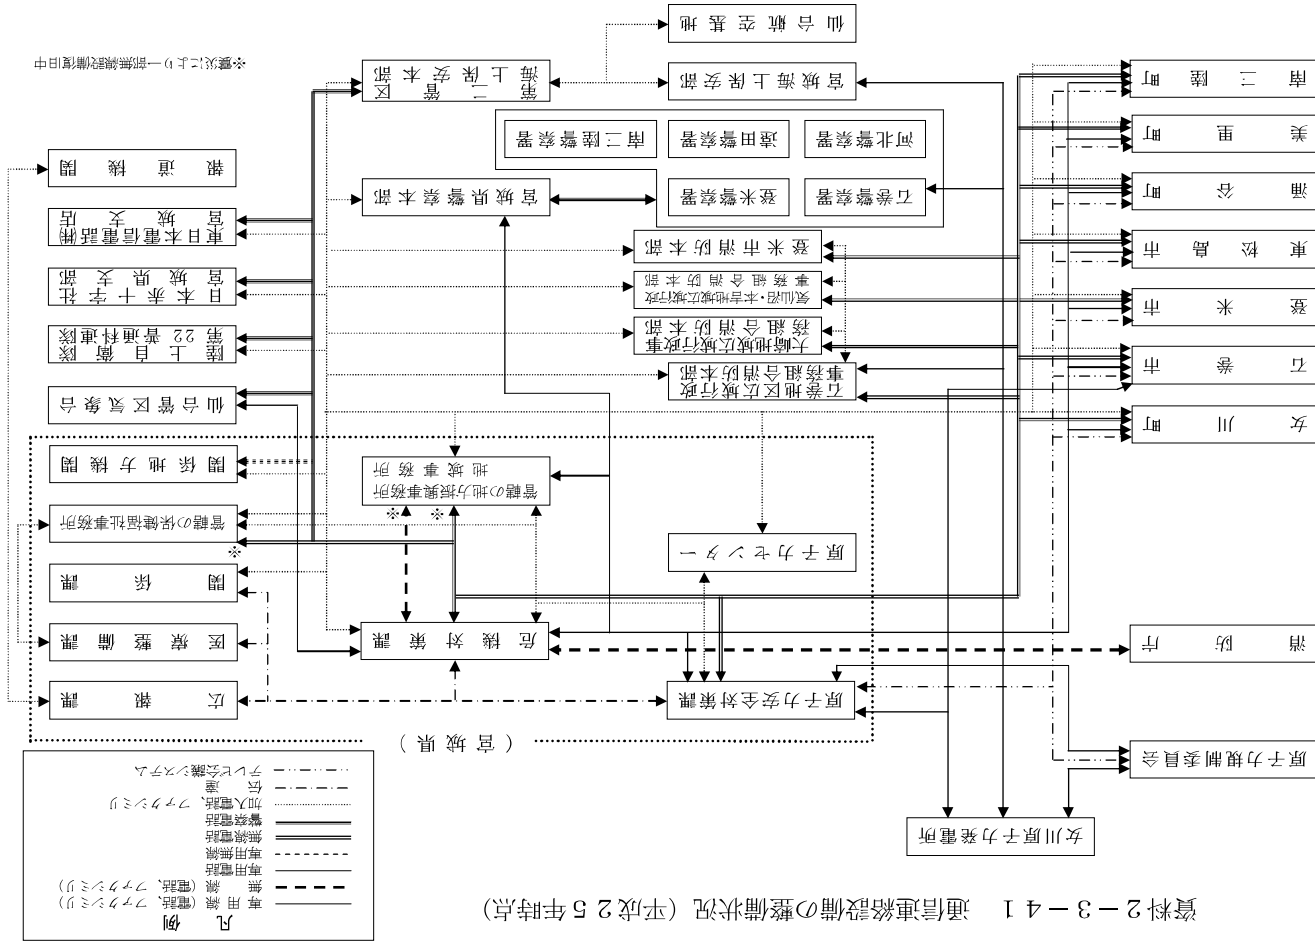 資料２－３－４１　通信連絡設備の整備状況（平成２５年時点）
凡　例
専用線（電話、ファクシミリ）
無　線（電話、ファクシミリ）
専用電話
専用無線
無線電話
警察電話
加入電話、ファクシミリ
伝　達
テレビ会議システム
女川原子力発電所
原子力規制委員会
（宮城県）
原子力安全対策課
広報課
消防庁
危機対策課
医療整備課
関係課
原子力センター
管轄の保健福祉事務所
※
※
※
管轄の地方振興事務所
地域事務所
関係地方機関
女川町
石巻地区広域行政
事務組合消防本部
仙台管区気象台
石巻市
大崎地域広域行政事
務組合消防本部
陸上自衛隊
第22普通科連隊
登米市
気仙沼・本吉地域広域行政
事務組合消防本部
日本赤十字社
宮城県支部
東松島市
登米市消防本部
東日本電信電話㈱
宮城支店
涌谷町
石巻警察署
登米警察署
宮城県警察本部
報道機関
美里町
河北警察署
遠田警察署
南三陸警察署
南三陸町
宮城海上保安部
第二管区
海上保安本部
仙台航空基地
※震災により一部無線設備復旧中